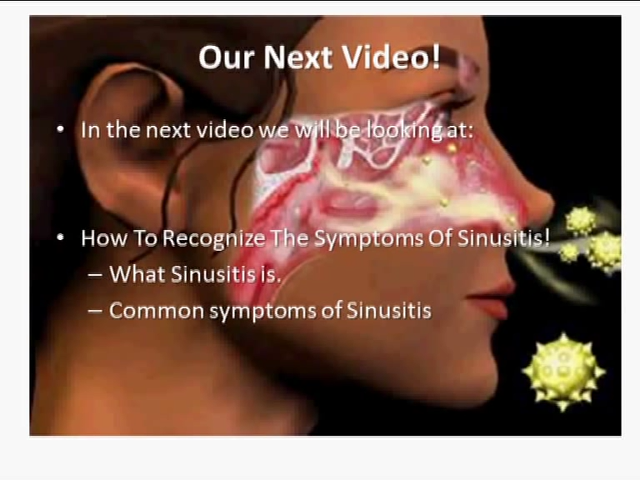 Our Next Video!
• In the next video we will be looking at:
• How To Recognize The Symptoms Of Sinusitis!
– What Sinusitis is.
– Common symptoms of Sinusitis